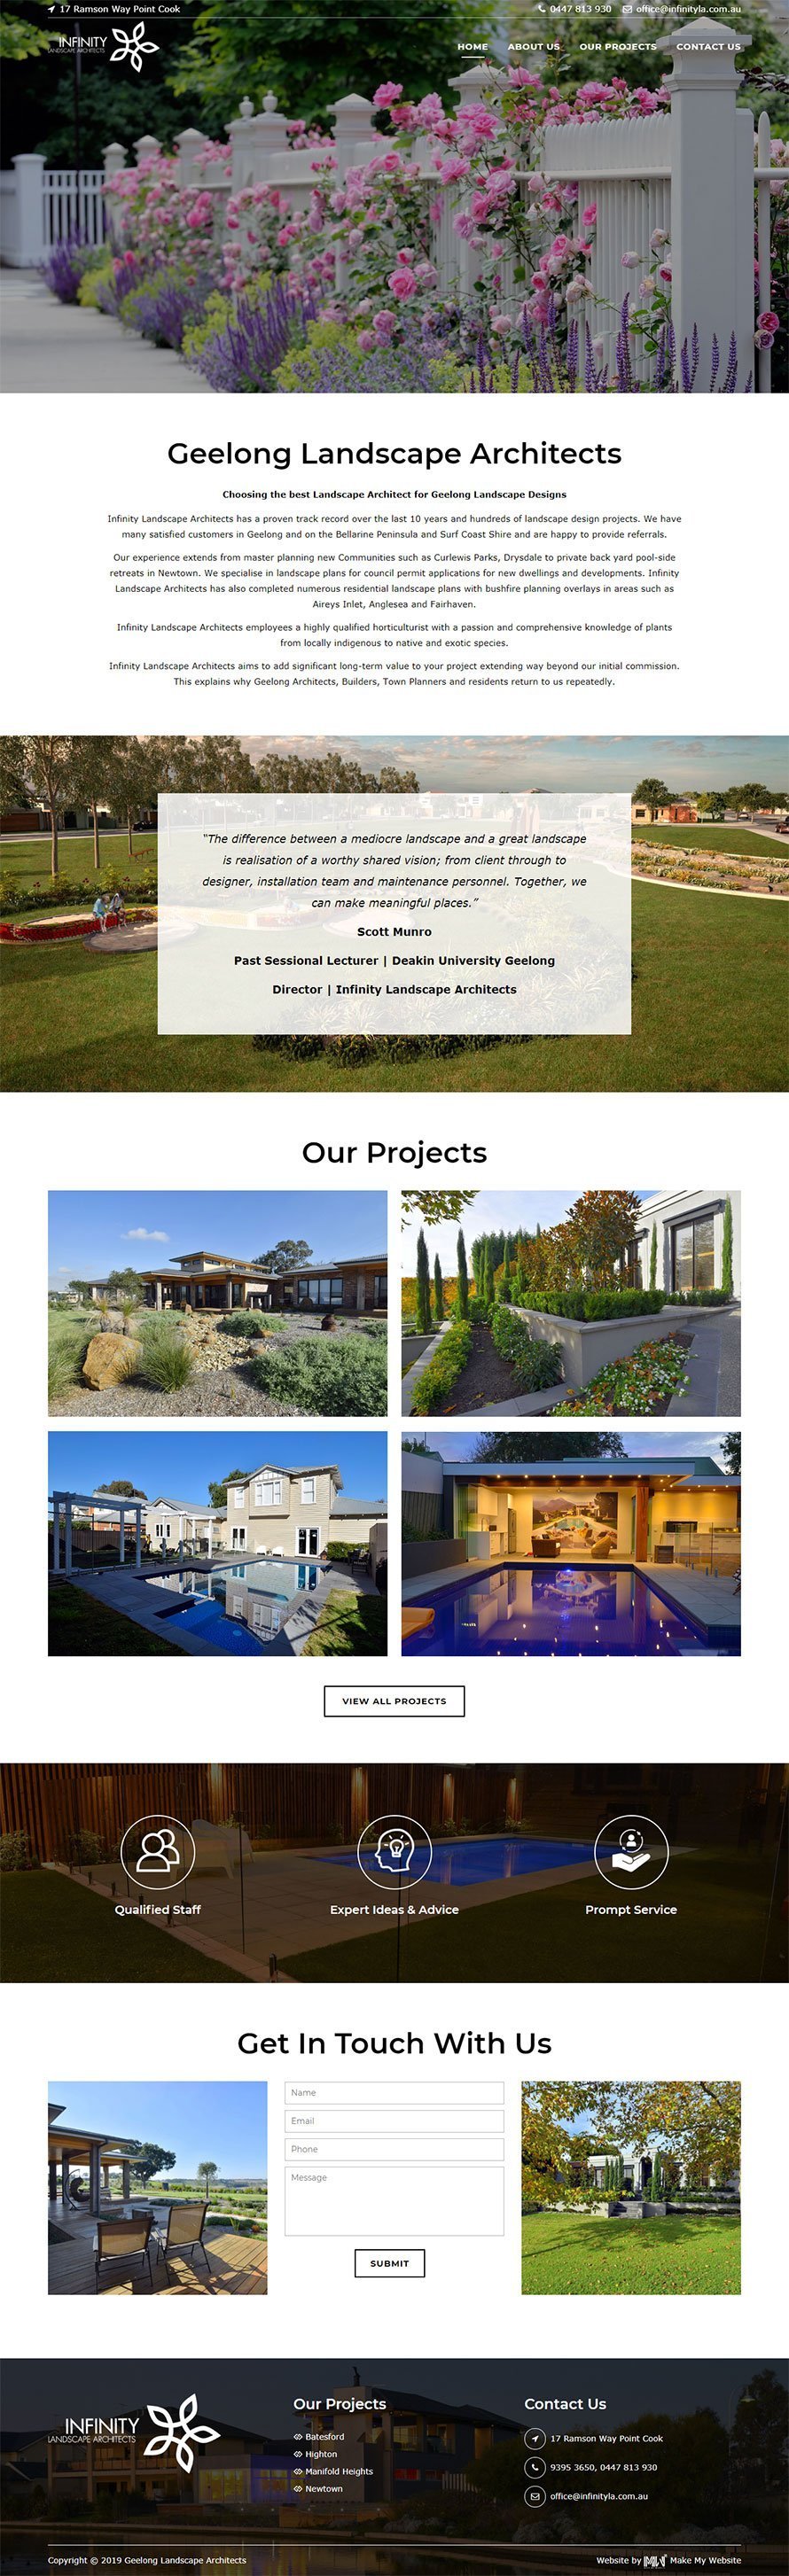 17 Ramson Way Point Cook
0447 813 930 office@infinityla.com.au
INFINITY
LANDSCAPE ARCHITECTS
HOME ABOUT US OUR PROJECTS CONTACT US
Geelong Landscape Architects
Choosing the best Landscape Architect for Geelong Landscape Designs
Infinity Landscape Architects has a proven track record over the last 10 years and hundreds of landscape design projects. We have
many satisfied customers in Geelong and on the Bellarine Peninsula and Surf Coast Shire and are happy to provide referrals.
Our experience extends from master planning new Communities such as Curlewis Parks, Drysdale to private back yard pool-side
retreats in Newtown. We specialise in landscape plans for council permit applications for new dwellings and developments. Infinity
Landscape Architects has also completed numerous residential landscape plans with bushfire planning overlays in areas such as
Aireys Inlet, Anglesea and Fairhaven.
Infinity Landscape Architects employees a highly qualified horticulturist with a passion and comprehensive knowledge of plants
from locally indigenous to native and exotic species.
Infinity Landscape Architects aims to add significant long-term value to your project extending way beyond our initial commission.
This explains why Geelong Architects, Builders, Town Planners and residents return to us repeatedly.
"The difference between a mediocre landscape and a great landscape
is realisation of a worthy shared vision; from client through to
designer, installation team and maintenance personnel. Together, we
can make meaningful places."
Scott Munro
Past Sessional Lecturer | Deakin University Geelong
Director | Infinity Landscape Architects
Our Projects
VIEW ALL PROJECTS
Qualified Staff
Expert Ideas & Advice
Prompt Service
Get In Touch With Us
Name
Email
Phone
Message
SUBMIT
INFINITY
LANDSCAPE ARCHITECTS
Our Projects
Batesford
Highton
Manifold Heights
Newtown
Contact Us
17 Ramson Way Point Cook
9395 3650, 0447 813 930
office@infinityla.com.au
Copyright © 2019 Geelong Landscape Architects
Website by MMW Make My Website